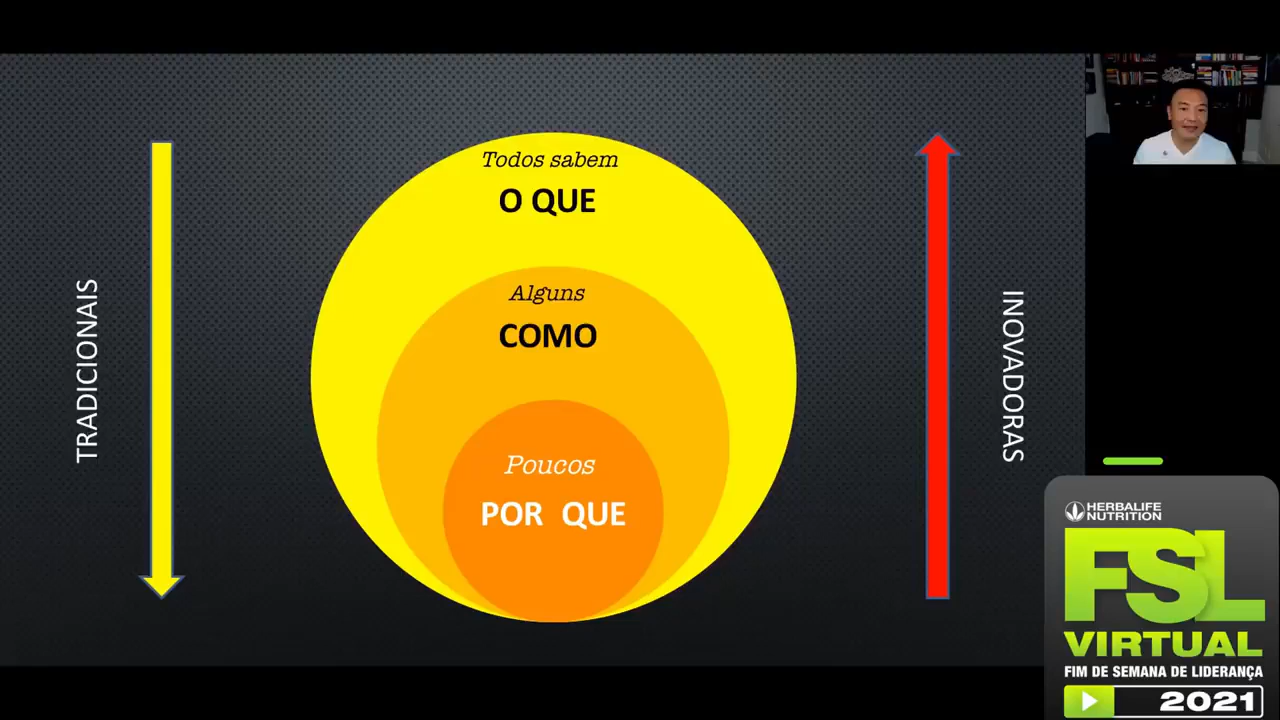 TRADICIONAIS
Todos sabem
O QUE
Alguns
COMO
Poucos
POR QUE
INOVADORAS
HERBALIFE
NUTRITION
FSL
VIRTUAL
FIM DE SEMANA DE LIDERANÇA
2021